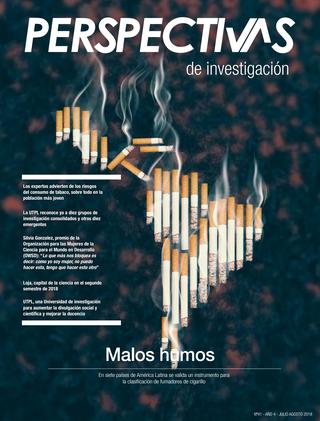 PERSPECTIVAS
de investigación
Los expertos advierten de los riesgos
del consumo de tabaco, sobre todo en la
población más joven
La UTPL reconoce ya a diez grupos de
investigación consolidados y otros diez
emergentes
Silvia González, premio de la
Organización para las Mujeres de la
Ciencia para el Mundo en Desarrollo
(OWSD): "Lo que más nos bloquea es
decir: como yo soy mujer, no puedo
hacer esto, tengo que hacer este otro"
Loja, capital de la ciencia en el segundo
semestre de 2018
UTPL, una Universidad de investigación
para aumentar la divulgación social y
científica y mejorar la docencia
Malos humos
En siete países de América Latina se valida un instrumento para
la clasificación de fumadores de cigarillo
Nº41 - AÑO 4 - JULIO AGOSTO 2018